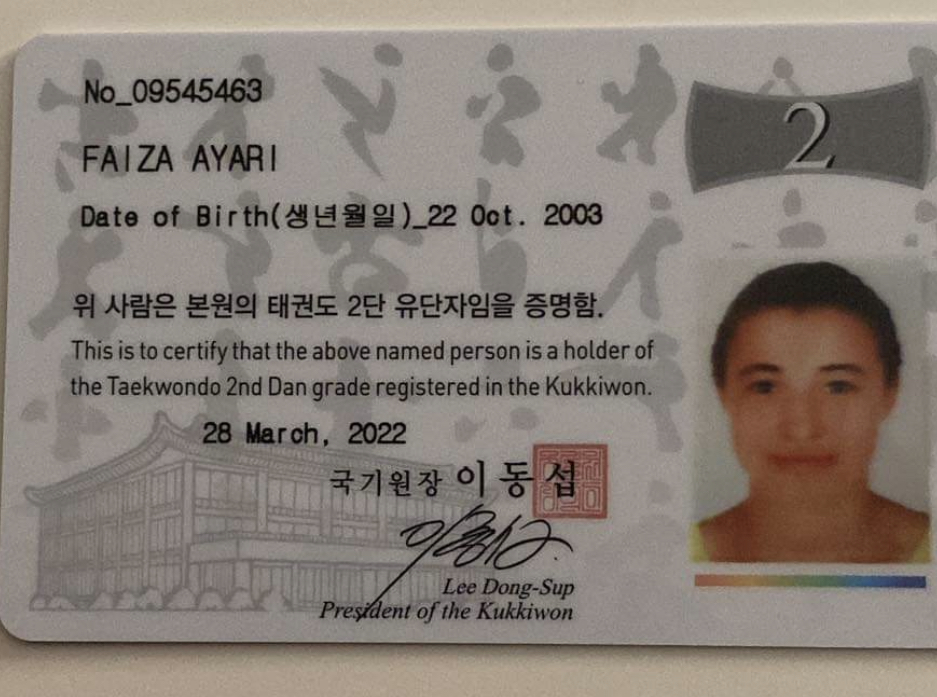 No_09545463
2
FAIZA AYARI
Date of Birth(생년월일)_22 Oct. 2003
위 사람은 본원의 태권도 2단 유단자임을 증명함.
This is to certify that the above named person is a holder of
the Taekwondo 2nd Dan grade registered in the Kukkiwon.
28 March, 2022
국기원장 이동섭
Lee Dong-Sup
President of the Kukkiwon